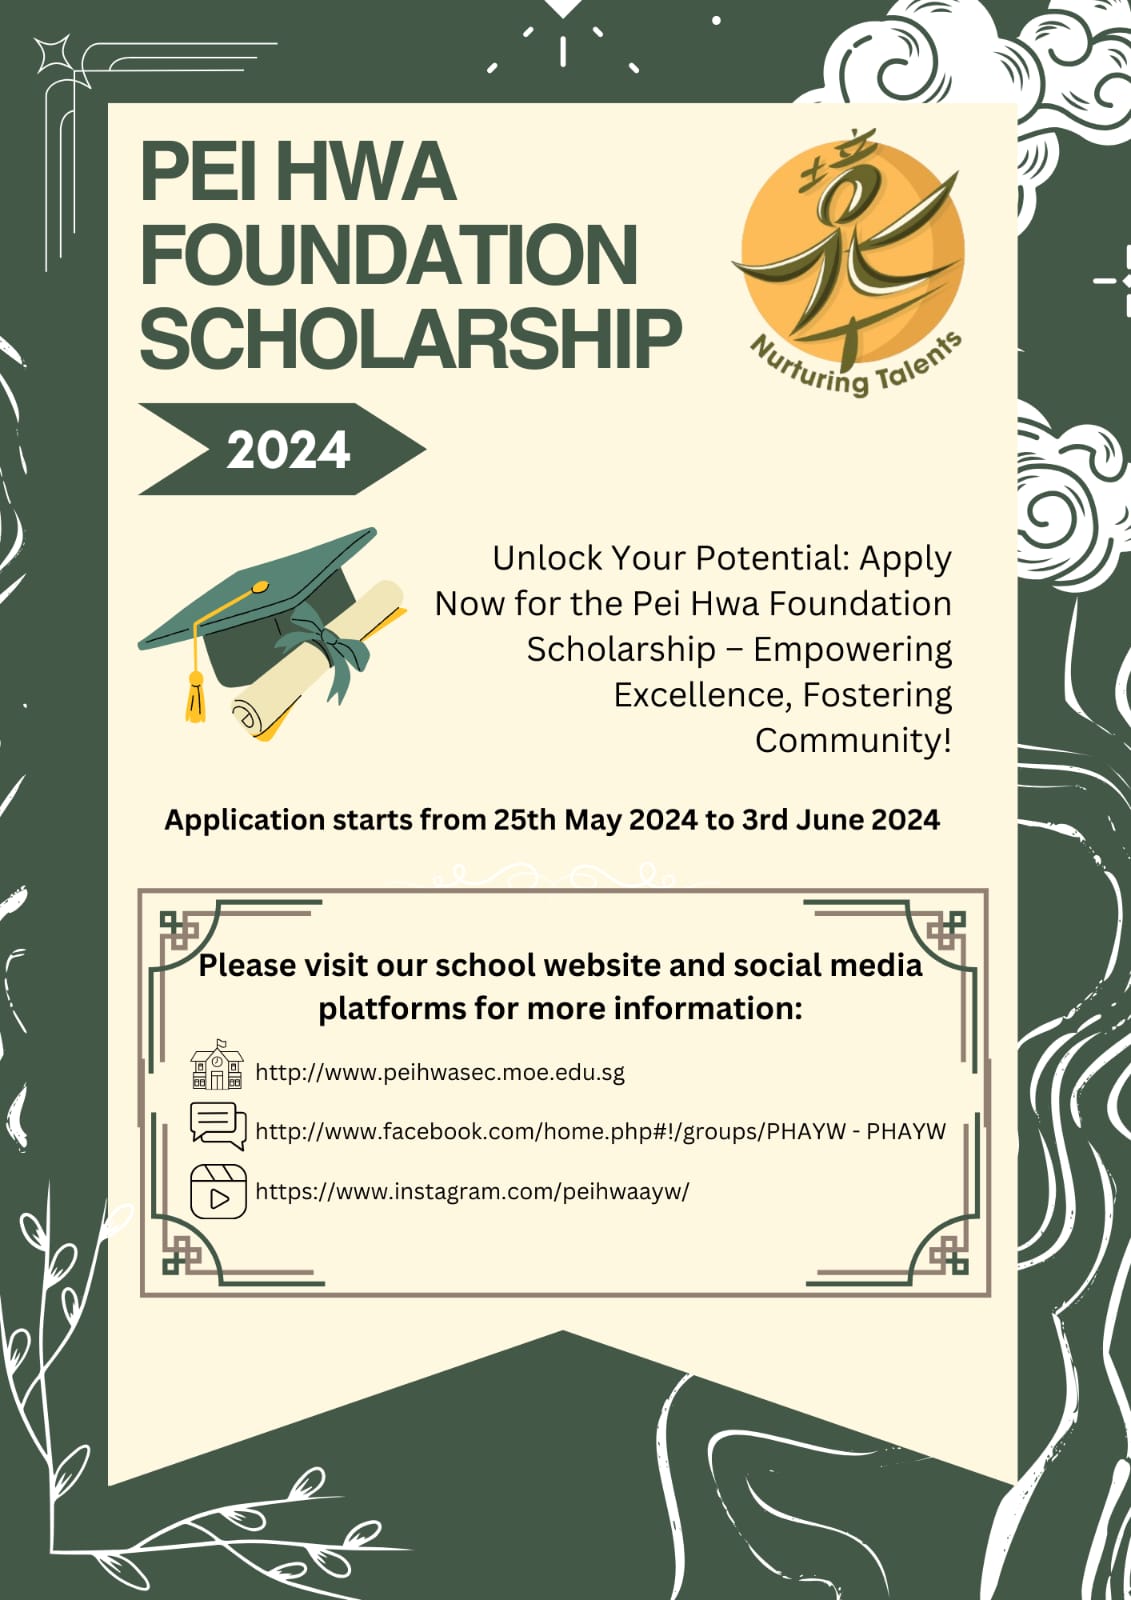 PEI HWA
FOUNDATION
SCHOLARSHIP
培
华
Nurturing Talents
2024
Unlock Your Potential: Apply
Now for the Pei Hwa Foundation
Scholarship – Empowering
Excellence, Fostering
Community!
Application starts from 25th May 2024 to 3rd June 2024
Please visit our school website and social media
platforms for more information:
http://www.peihwasec.moe.edu.sg
http://www.facebook.com/home.php#!/groups/PHAYW - PHAYW
https://www.instagram.com/peihwaayw/